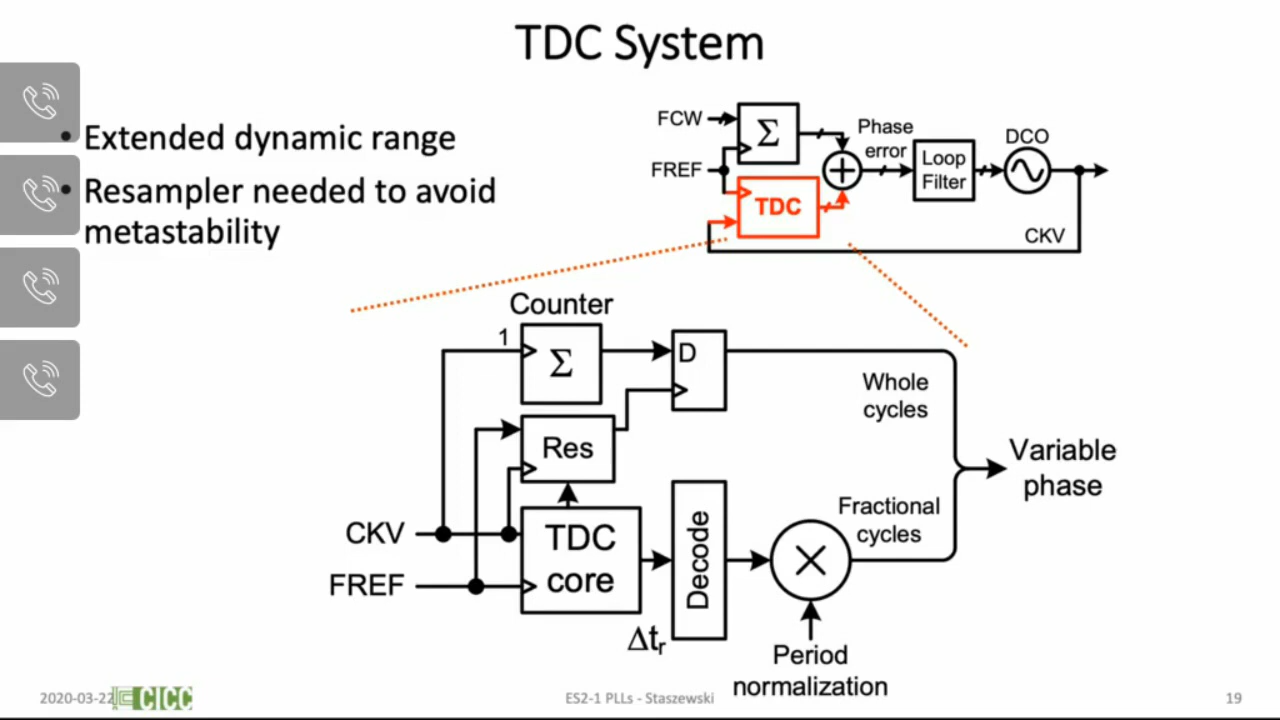 TDC System
• Extended dynamic range
• Resampler needed to avoid
metastability
FCW
FREF
Σ
TDC
+
Phase
error
Loop
Filter
DCO
CKV
Counter
1
Σ
D
Res
Whole
cycles
Variable
phase
CKV
FREF
TDC
core
Decode
Fractional
cycles
Δtr
Period
normalization
2020-03-22
CICC
ES2-1 PLLs - Staszewski
19